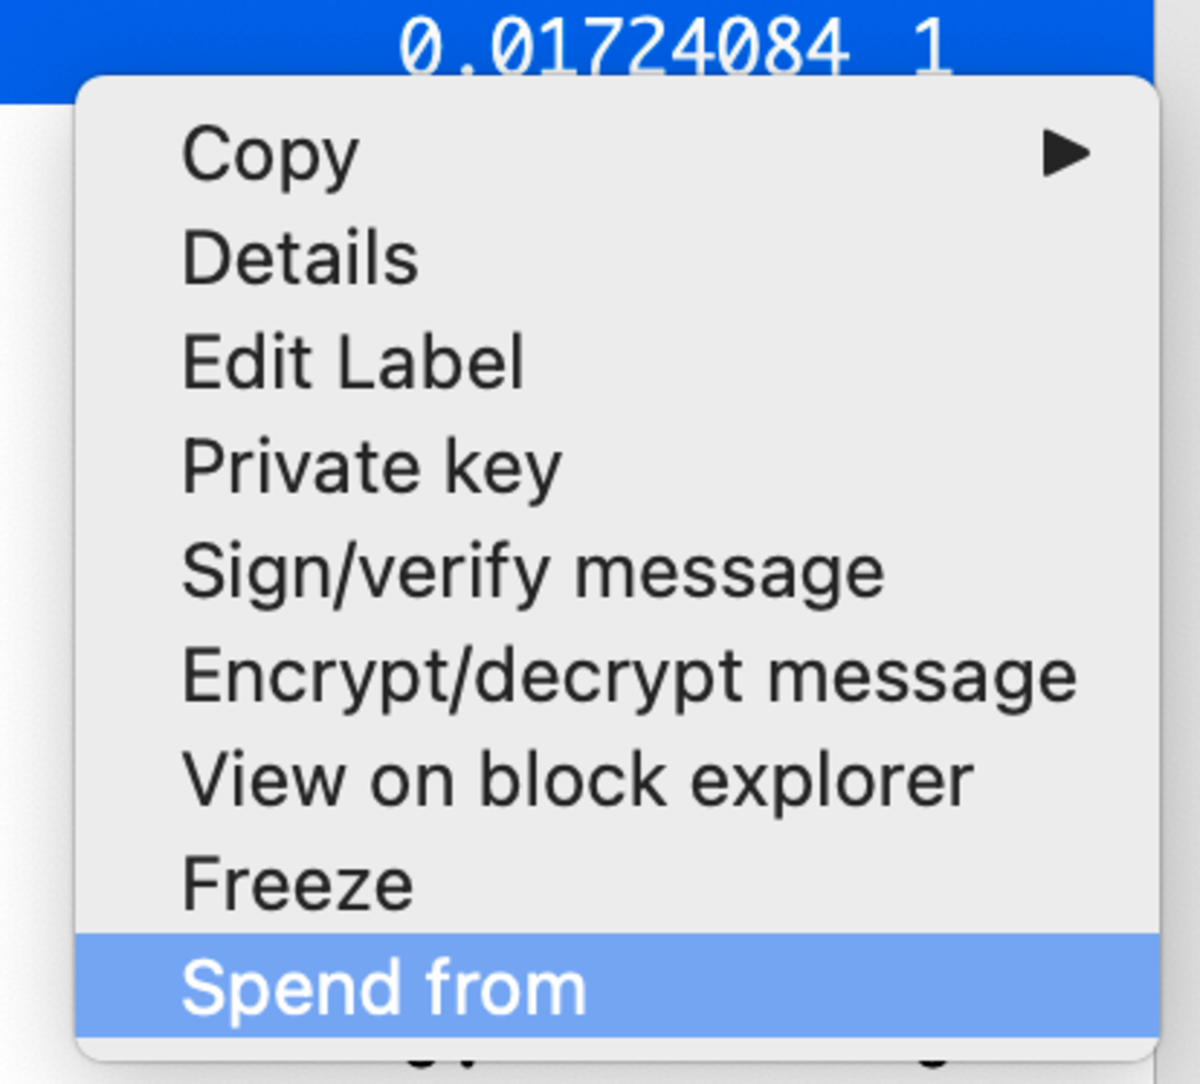 0.01724084 1
Copy
Details
Edit Label
Private key
Sign/verify message
Encrypt/decrypt message
View on block explorer
Freeze
Spend from